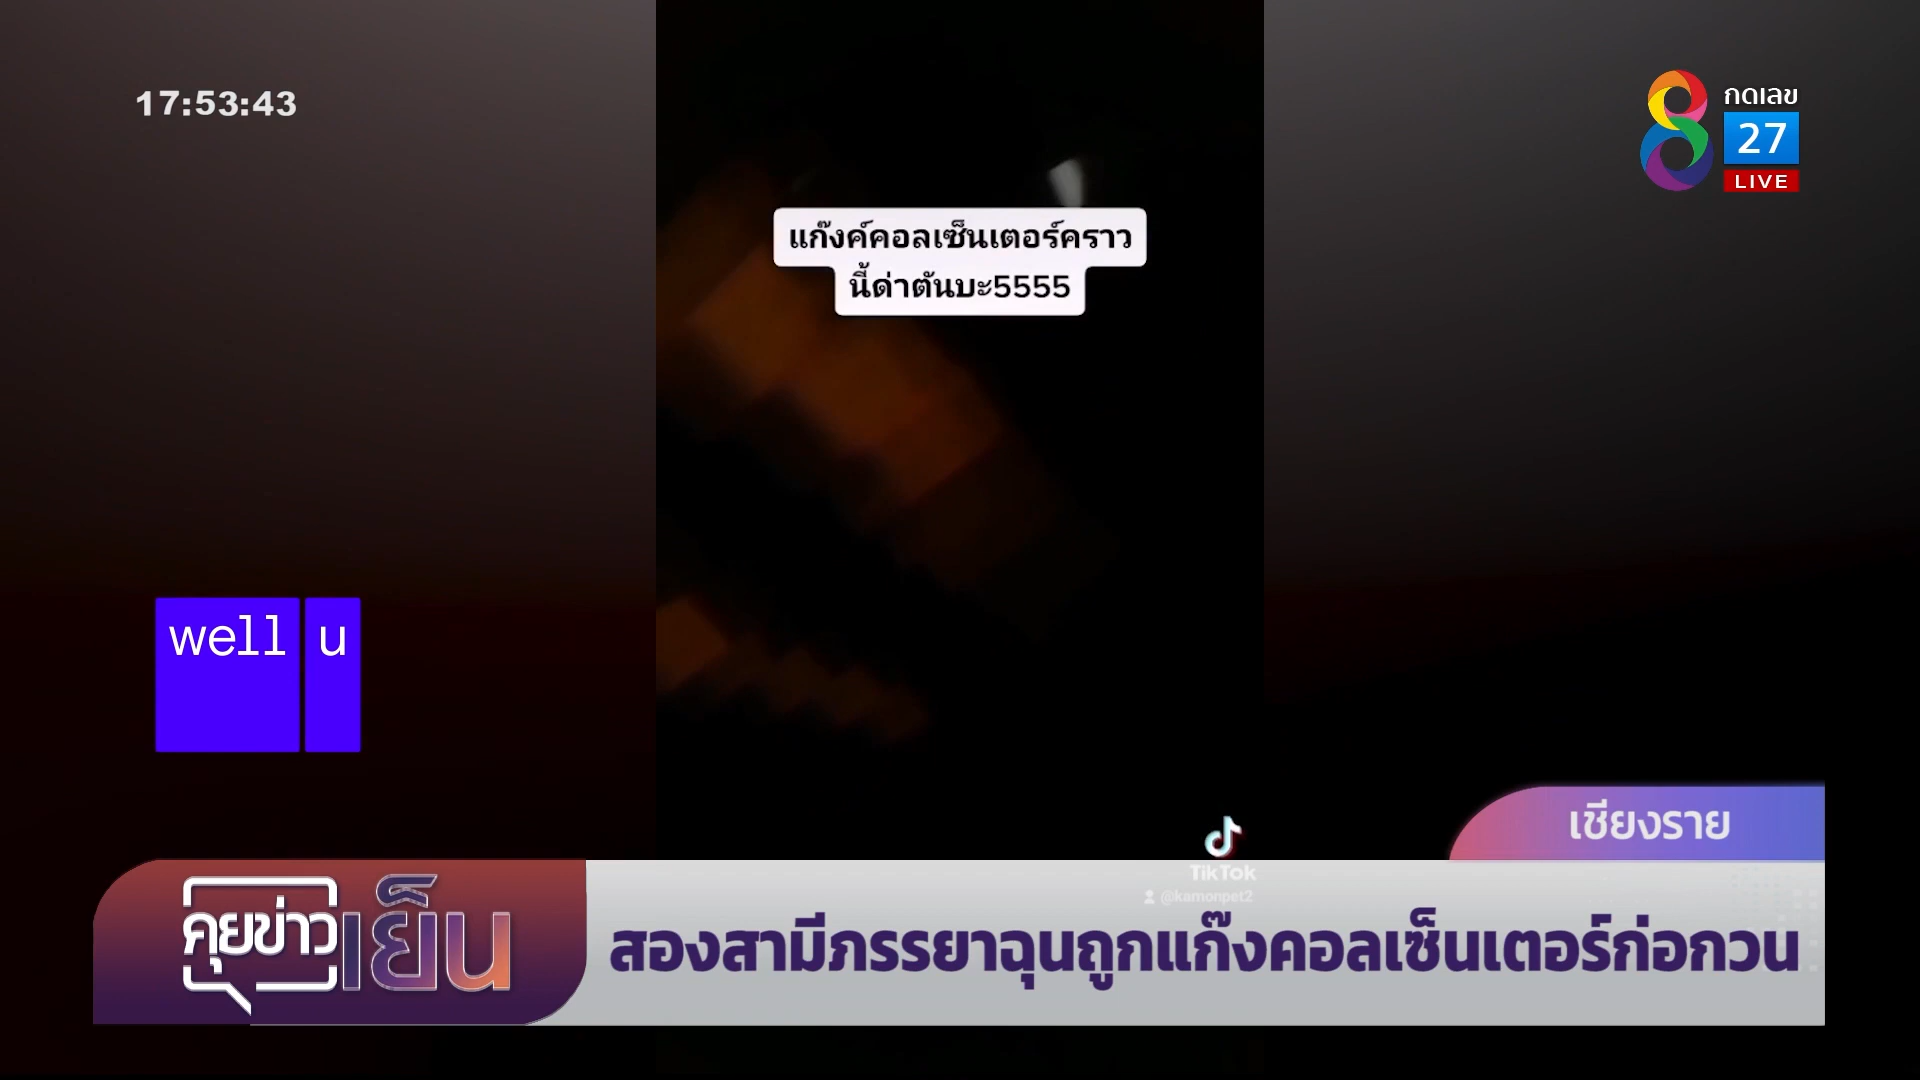 17:53:43
กดเลข
27
LIVE
แก๊งค์คอลเซ็นเตอร์คราว
นี้ด่าตันบะ5555
well u
เชียงราย
TikTok
@kamonpet2
คุยข่าวเย็น
สองสามีภรรยาฉุนถูกแก๊งคอลเซ็นเตอร์ก่อกวน